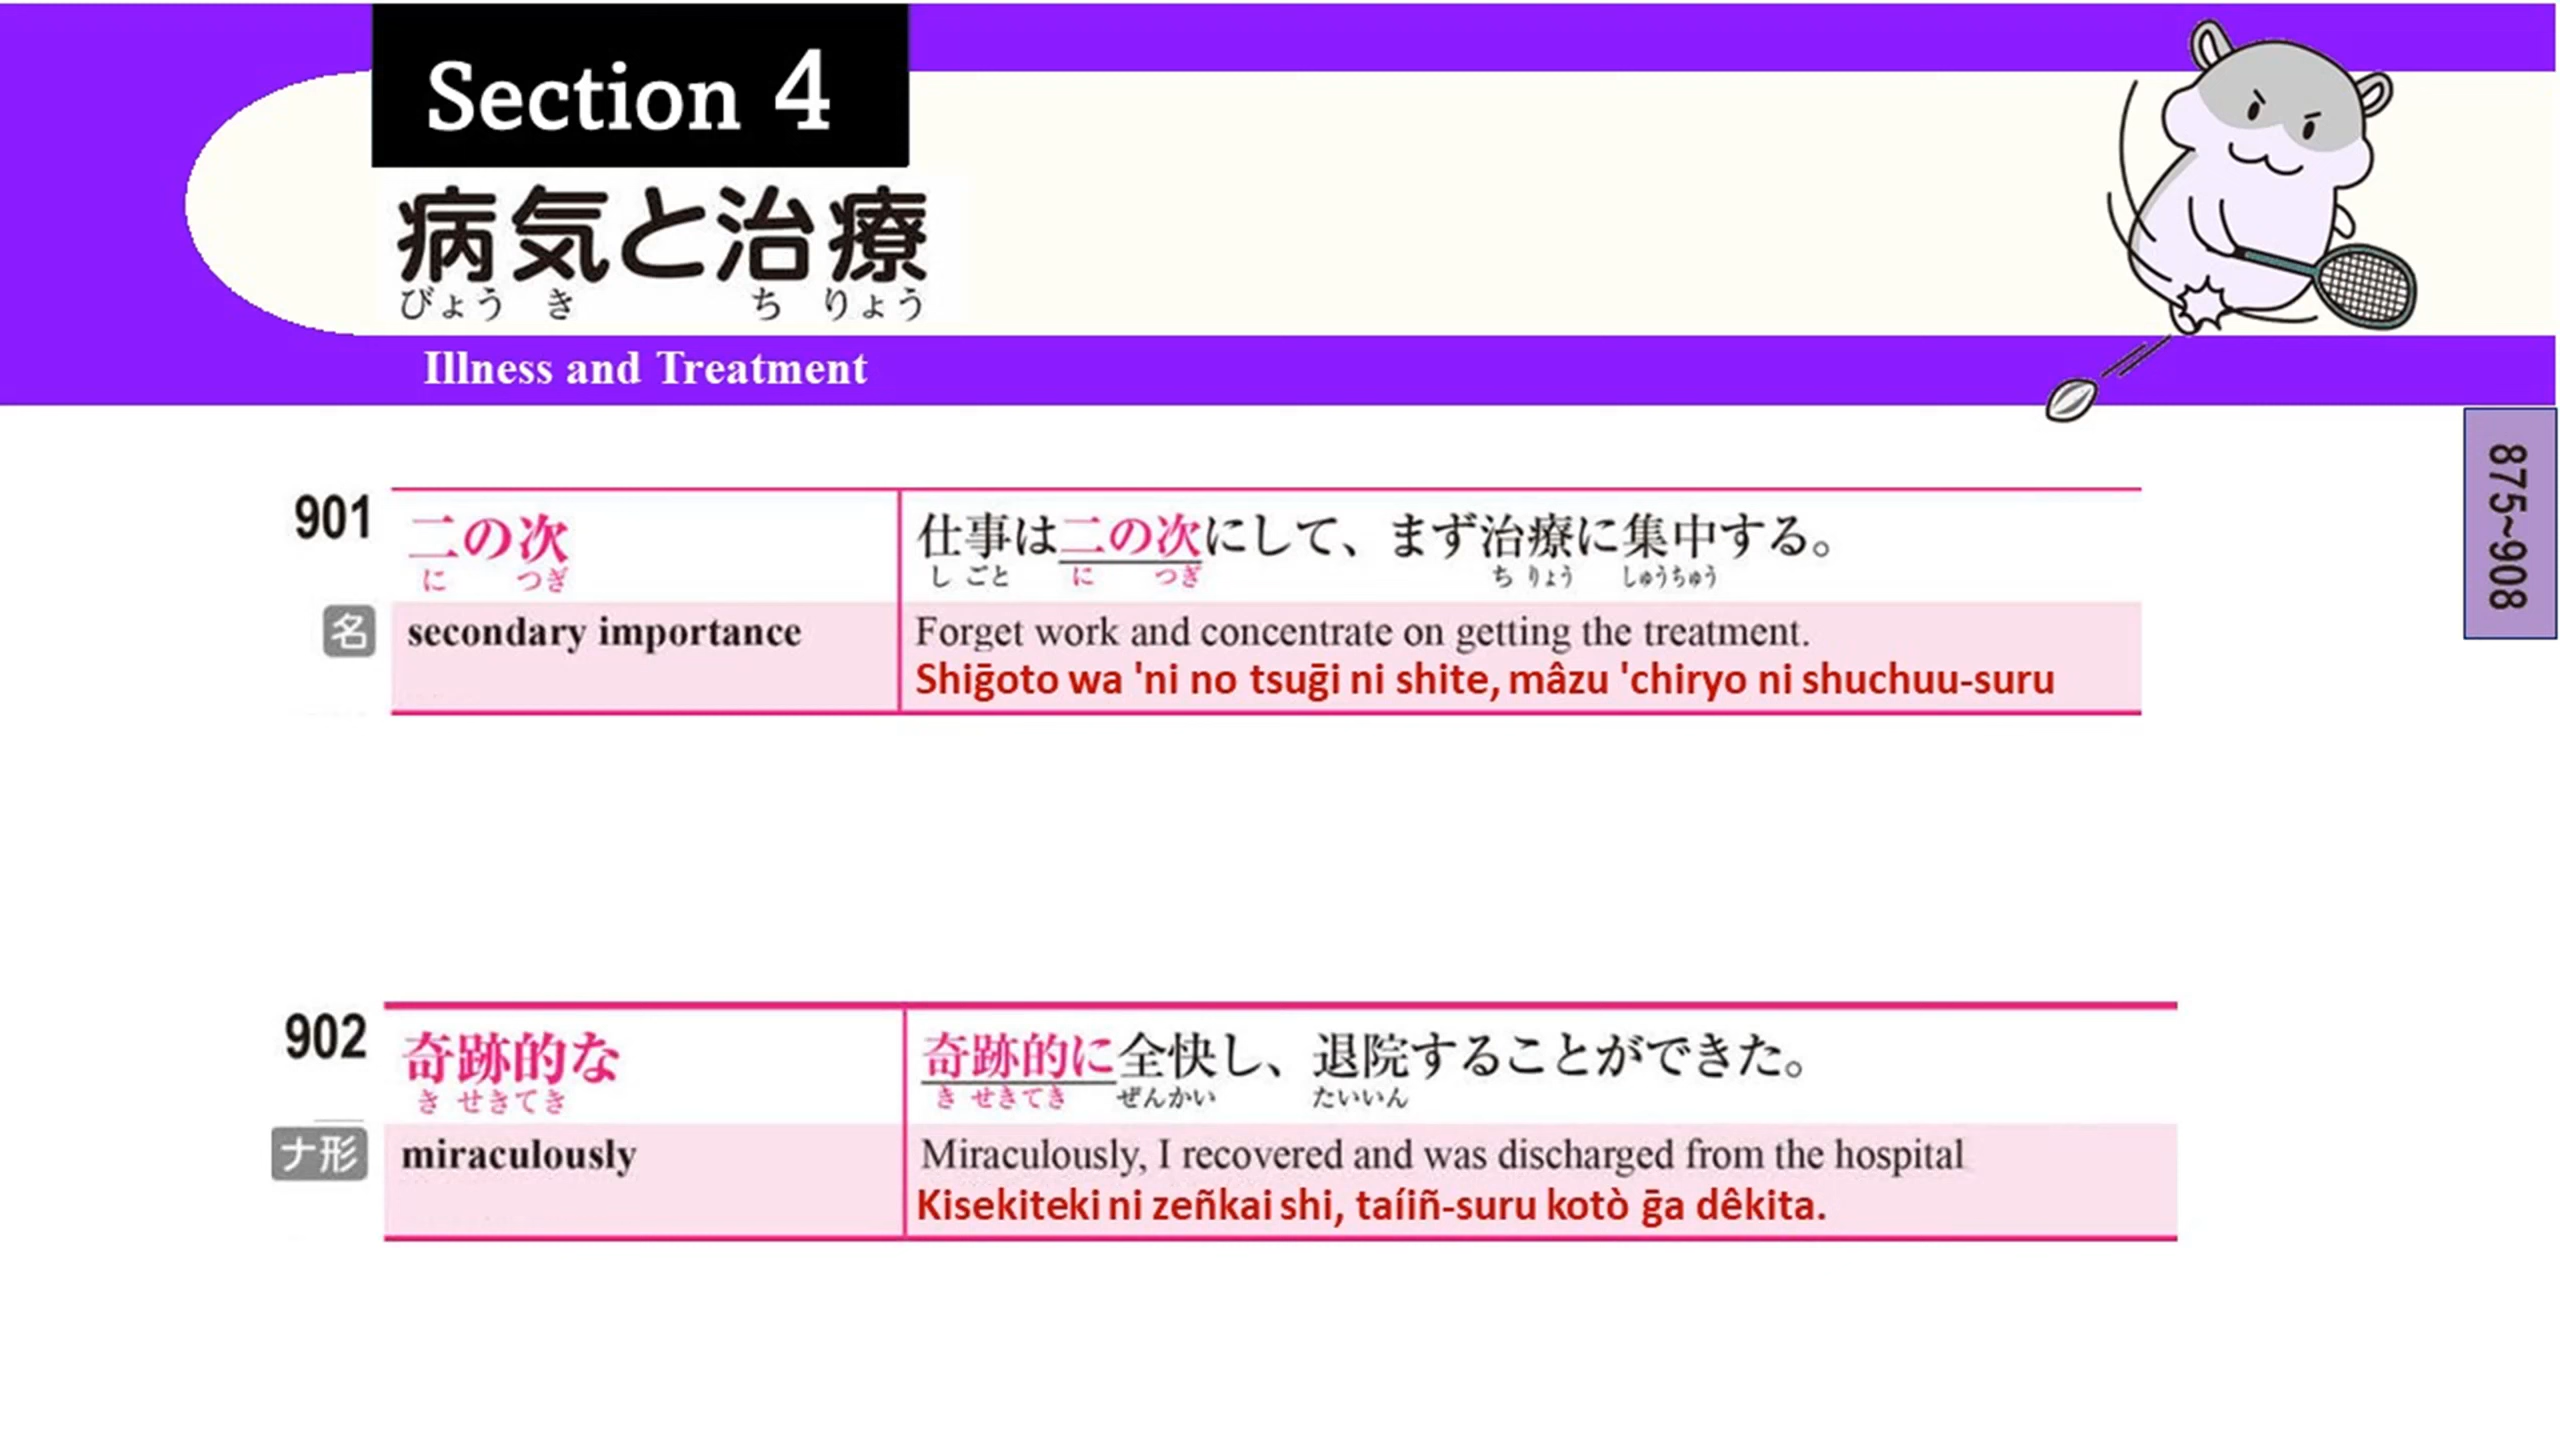 Section 4
病気と治療
びょう き ち りょう
Illness and Treatment
875~908
901
二の次
に つぎ
仕事は二の次にして、まず治療に集中する。
し ごと に つぎ ち りょう しゅうちゅう
名
secondary importance
Forget work and concentrate on getting the treatment.
Shiḡoto wa 'ni no tsuḡi ni shite, mâzu 'chiryo ni shuchuu-suru
902
奇跡的な
き せきてき
奇跡的に全快し、退院することができた。
き せきてき ぜんかい たいいん
ナ形
miraculously
Miraculously, I recovered and was discharged from the hospital
Kisekiteki ni zeñkai shi, taíiñ-suru kotò ḡa dêkita.